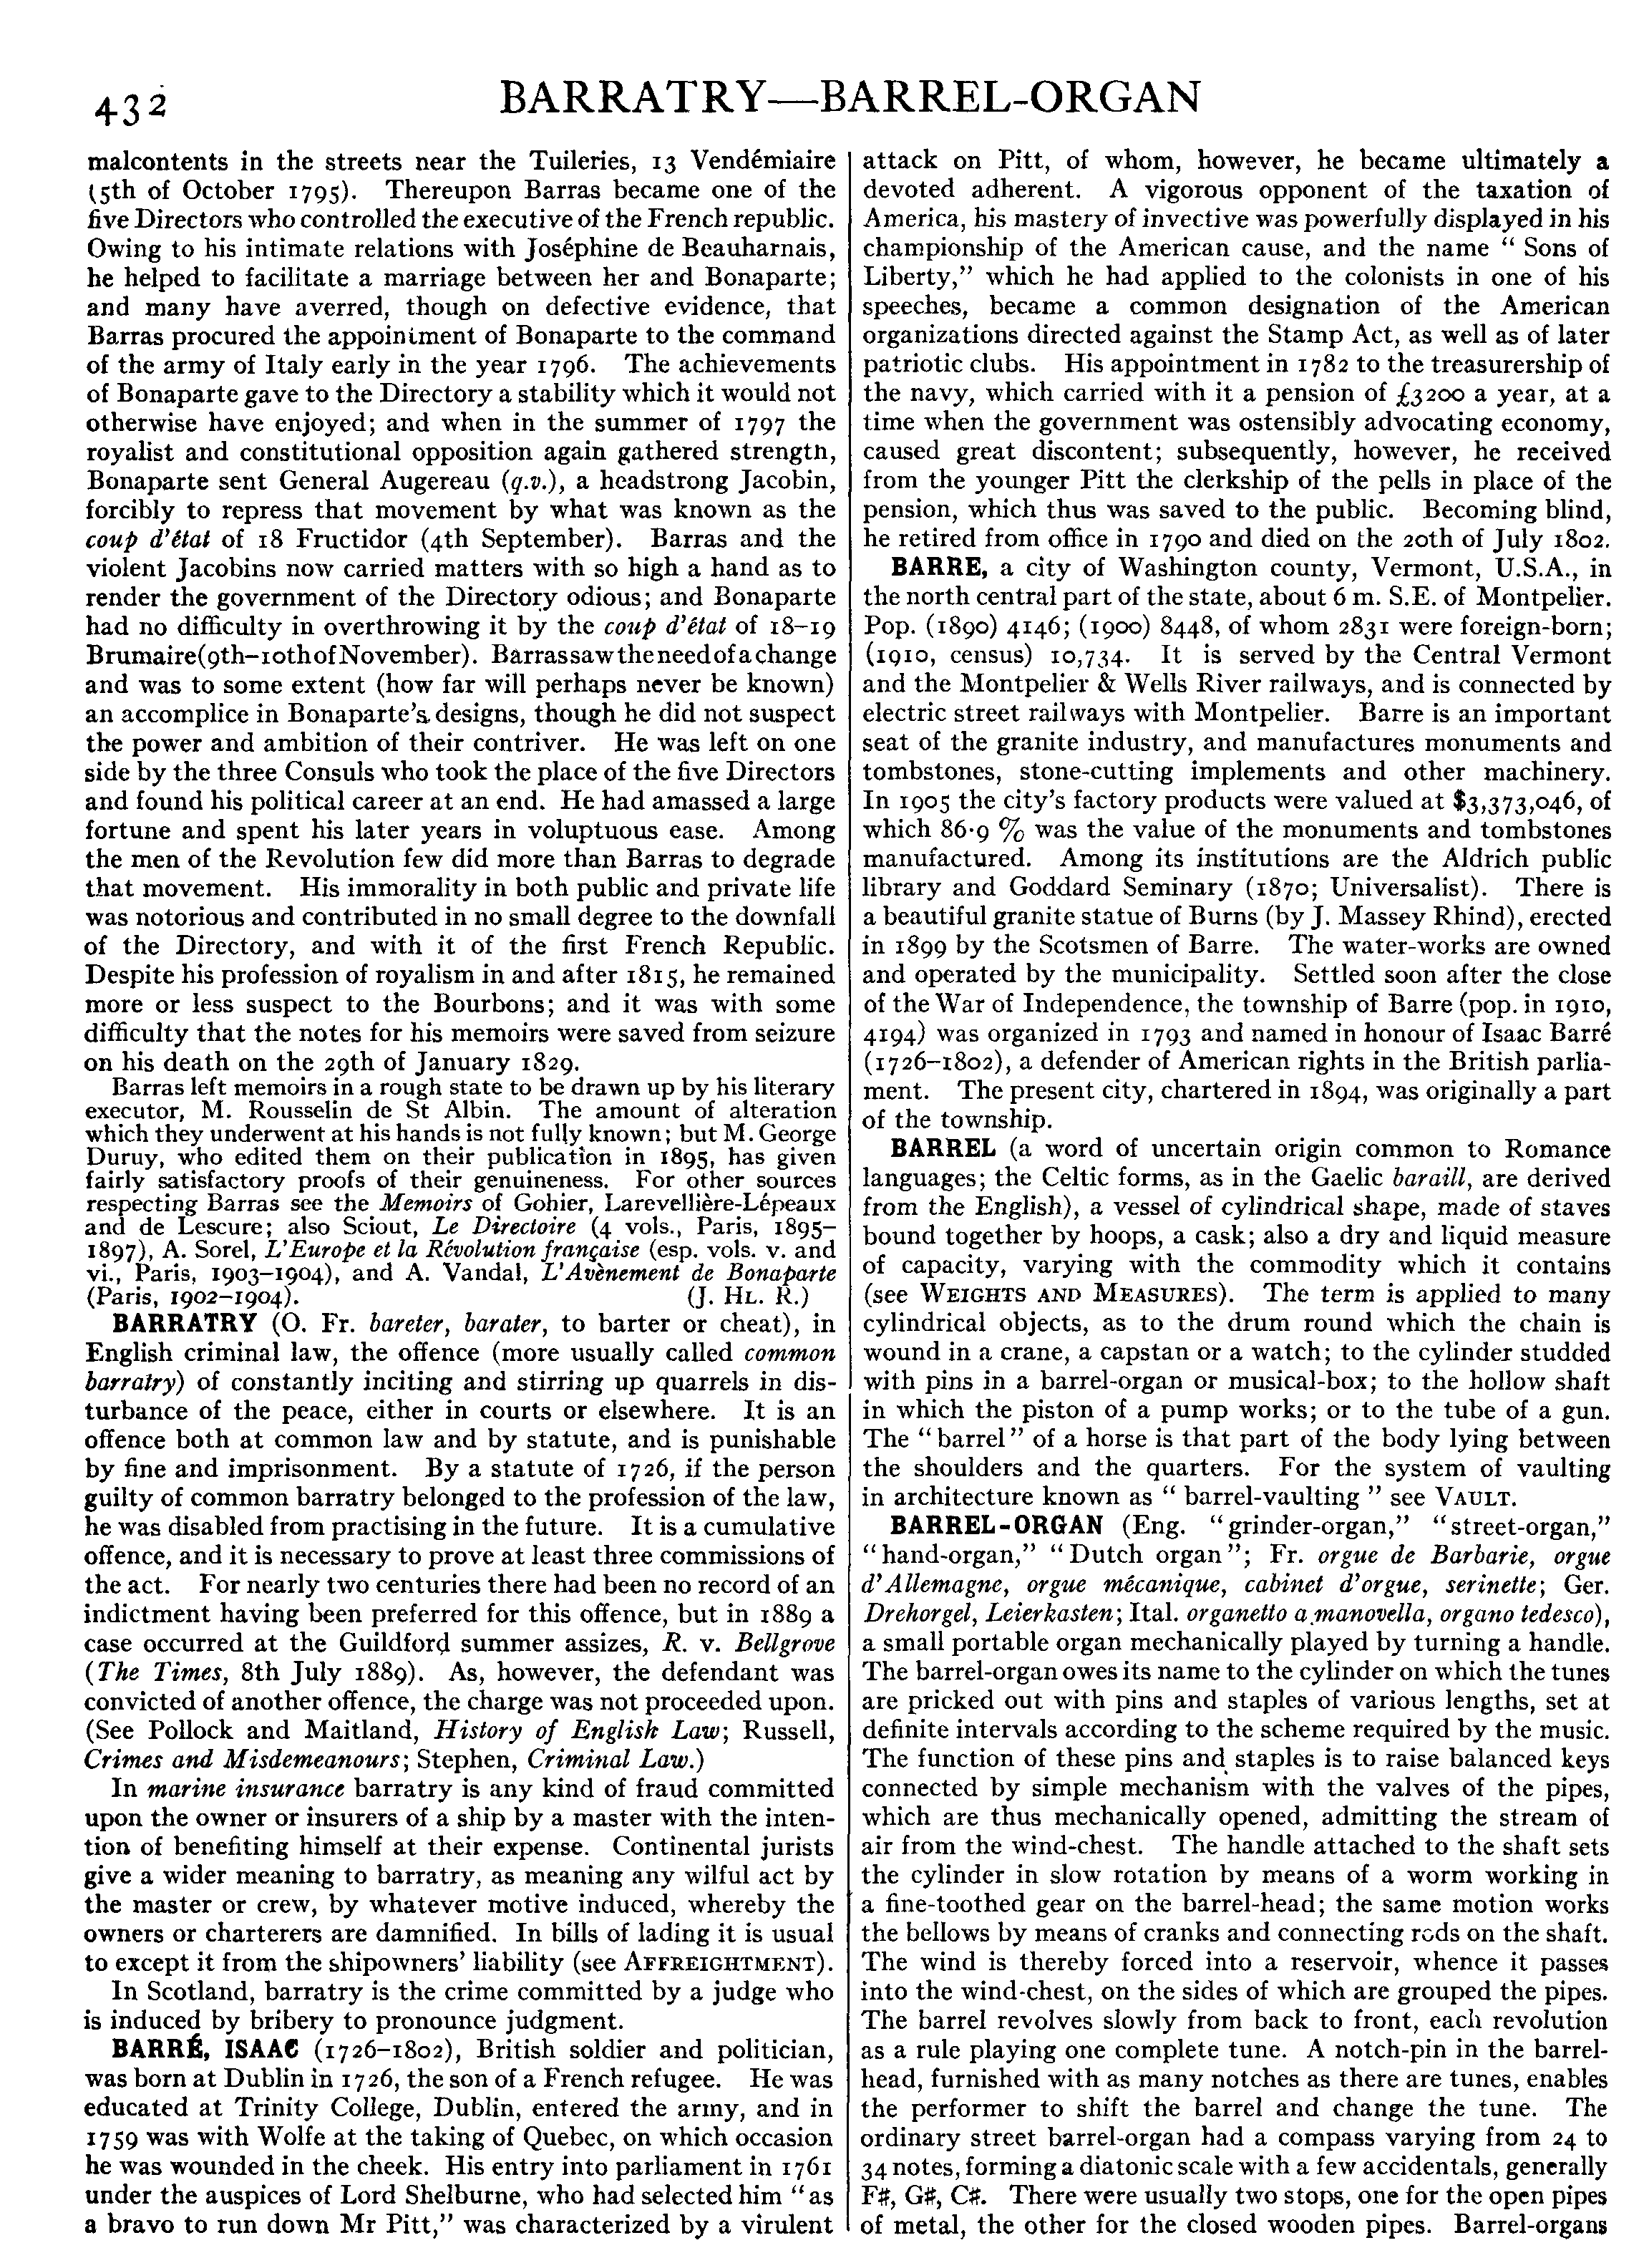 432
BARRATRY—BARREL-ORGAN
malcontents in the streets near the Tuileries, 13 Vendémiaire
(5th of October 1795). Thereupon Barras became one of the
five Directors who controlled the executive of the French republic.
Owing to his intimate relations with Joséphine de Beauharnais,
he helped to facilitate a marriage between her and Bonaparte;
and many have averred, though on defective evidence, that
Barras procured the appointment of Bonaparte to the command
of the army of Italy early in the year 1796. The achievements
of Bonaparte gave to the Directory a stability which it would not
otherwise have enjoyed; and when in the summer of 1797 the
royalist and constitutional opposition again gathered strength,
Bonaparte sent General Augereau (q.v.), a headstrong Jacobin,
forcibly to repress that movement by what was known as the
coup d'état of 18 Fructidor (4th September). Barras and the
violent Jacobins now carried matters with so high a hand as to
render the government of the Directory odious; and Bonaparte
had no difficulty in overthrowing it by the coup d'état of 18–19
Brumaire (9th–10th of November). Barras saw the need of a change
and was to some extent (how far will perhaps never be known)
an accomplice in Bonaparte's designs, though he did not suspect
the power and ambition of their contriver. He was left on one
side by the three Consuls who took the place of the five Directors
and found his political career at an end. He had amassed a large
fortune and spent his later years in voluptuous ease. Among
the men of the Revolution few did more than Barras to degrade
that movement. His immorality in both public and private life
was notorious and contributed in no small degree to the downfall
of the Directory, and with it of the first French Republic.
Despite his profession of royalism in and after 1815, he remained
more or less suspect to the Bourbons; and it was with some
difficulty that the notes for his memoirs were saved from seizure
on his death on the 29th of January 1829.
Barras left memoirs in a rough state to be drawn up by his literary
executor, M. Rousselin de St Albin. The amount of alteration
which they underwent at his hands is not fully known; but M. George
Duruy, who edited them on their publication in 1895, has given
fairly satisfactory proofs of their genuineness. For other sources
respecting Barras see the Memoirs of Gohier, Larevellière-Lépeaux
and de Lescure; also Sciout, Le Directoire (4 vols., Paris, 1895–
1897), A. Sorel, L'Europe et la Révolution française (esp. vols. v. and
vi., Paris, 1903–1904), and A. Vandal, L'Avènement de Bonaparte
(Paris, 1902–1904). (J. HL. R.)
BARRATRY (O. Fr. bareter, barater, to barter or cheat), in
English criminal law, the offence (more usually called common
barratry) of constantly inciting and stirring up quarrels in dis-
turbance of the peace, either in courts or elsewhere. It is an
offence both at common law and by statute, and is punishable
by fine and imprisonment. By a statute of 1726, if the person
guilty of common barratry belonged to the profession of the law,
he was disabled from practising in the future. It is a cumulative
offence, and it is necessary to prove at least three commissions of
the act. For nearly two centuries there had been no record of an
indictment having been preferred for this offence, but in 1889 a
case occurred at the Guildford summer assizes, R. v. Bellgrove
(The Times, 8th July 1889). As, however, the defendant was
convicted of another offence, the charge was not proceeded upon.
(See Pollock and Maitland, History of English Law; Russell,
Crimes and Misdemeanours; Stephen, Criminal Law.)
In marine insurance barratry is any kind of fraud committed
upon the owner or insurers of a ship by a master with the inten-
tion of benefiting himself at their expense. Continental jurists
give a wider meaning to barratry, as meaning any wilful act by
the master or crew, by whatever motive induced, whereby the
owners or charterers are damnified. In bills of lading it is usual
to except it from the shipowners' liability (see AFFREIGHTMENT).
In Scotland, barratry is the crime committed by a judge who
is induced by bribery to pronounce judgment.
BARRÉ, ISAAC (1726–1802), British soldier and politician,
was born at Dublin in 1726, the son of a French refugee. He was
educated at Trinity College, Dublin, entered the army, and in
1759 was with Wolfe at the taking of Quebec, on which occasion
he was wounded in the cheek. His entry into parliament in 1761
under the auspices of Lord Shelburne, who had selected him "as
a bravo to run down Mr Pitt," was characterized by a virulent
attack on Pitt, of whom, however, he became ultimately a
devoted adherent. A vigorous opponent of the taxation of
America, his mastery of invective was powerfully displayed in his
championship of the American cause, and the name "Sons of
Liberty," which he had applied to the colonists in one of his
speeches, became a common designation of the American
organizations directed against the Stamp Act, as well as of later
patriotic clubs. His appointment in 1782 to the treasurership of
the navy, which carried with it a pension of £3200 a year, at a
time when the government was ostensibly advocating economy,
caused great discontent; subsequently, however, he received
from the younger Pitt the clerkship of the pells in place of the
pension, which thus was saved to the public. Becoming blind,
he retired from office in 1790 and died on the 20th of July 1802.
BARRE, a city of Washington county, Vermont, U.S.A., in
the north central part of the state, about 6 m. S.E. of Montpelier.
Pop. (1890) 4146; (1900) 8448, of whom 2831 were foreign-born;
(1910, census) 10,734. It is served by the Central Vermont
and the Montpelier & Wells River railways, and is connected by
electric street railways with Montpelier. Barre is an important
seat of the granite industry, and manufactures monuments and
tombstones, stone-cutting implements and other machinery.
In 1905 the city's factory products were valued at $3,373,046, of
which 86·9 % was the value of the monuments and tombstones
manufactured. Among its institutions are the Aldrich public
library and Goddard Seminary (1870; Universalist). There is
a beautiful granite statue of Burns (by J. Massey Rhind), erected
in 1899 by the Scotsmen of Barre. The water-works are owned
and operated by the municipality. Settled soon after the close
of the War of Independence, the township of Barre (pop. in 1910,
4194) was organized in 1793 and named in honour of Isaac Barré
(1726–1802), a defender of American rights in the British parlia-
ment. The present city, chartered in 1894, was originally a part
of the township.
BARREL (a word of uncertain origin common to Romance
languages; the Celtic forms, as in the Gaelic baraill, are derived
from the English), a vessel of cylindrical shape, made of staves
bound together by hoops, a cask; also a dry and liquid measure
of capacity, varying with the commodity which it contains
(see WEIGHTS AND MEASURES). The term is applied to many
cylindrical objects, as to the drum round which the chain is
wound in a crane, a capstan or a watch; to the cylinder studded
with pins in a barrel-organ or musical-box; to the hollow shaft
in which the piston of a pump works; or to the tube of a gun.
The "barrel" of a horse is that part of the body lying between
the shoulders and the quarters. For the system of vaulting
in architecture known as "barrel-vaulting" see VAULT.
BARREL-ORGAN (Eng. "grinder-organ," "street-organ,"
"hand-organ," "Dutch organ"; Fr. orgue de Barbarie, orgue
d'Allemagne, orgue mécanique, cabinet d'orgue, serinette; Ger.
Drehorgel, Leierkasten; Ital. organetto a manovella, organo tedesco),
a small portable organ mechanically played by turning a handle.
The barrel-organ owes its name to the cylinder on which the tunes
are pricked out with pins and staples of various lengths, set at
definite intervals according to the scheme required by the music.
The function of these pins and staples is to raise balanced keys
connected by simple mechanism with the valves of the pipes,
which are thus mechanically opened, admitting the stream of
air from the wind-chest. The handle attached to the shaft sets
the cylinder in slow rotation by means of a worm working in
a fine-toothed gear on the barrel-head; the same motion works
the bellows by means of cranks and connecting rods on the shaft.
The wind is thereby forced into a reservoir, whence it passes
into the wind-chest, on the sides of which are grouped the pipes.
The barrel revolves slowly from back to front, each revolution
as a rule playing one complete tune. A notch-pin in the barrel-
head, furnished with as many notches as there are tunes, enables
the performer to shift the barrel and change the tune. The
ordinary street barrel-organ had a compass varying from 24 to
34 notes, forming a diatonic scale with a few accidentals, generally
F♯, G♯, C♯. There were usually two stops, one for the open pipes
of metal, the other for the closed wooden pipes. Barrel-organs